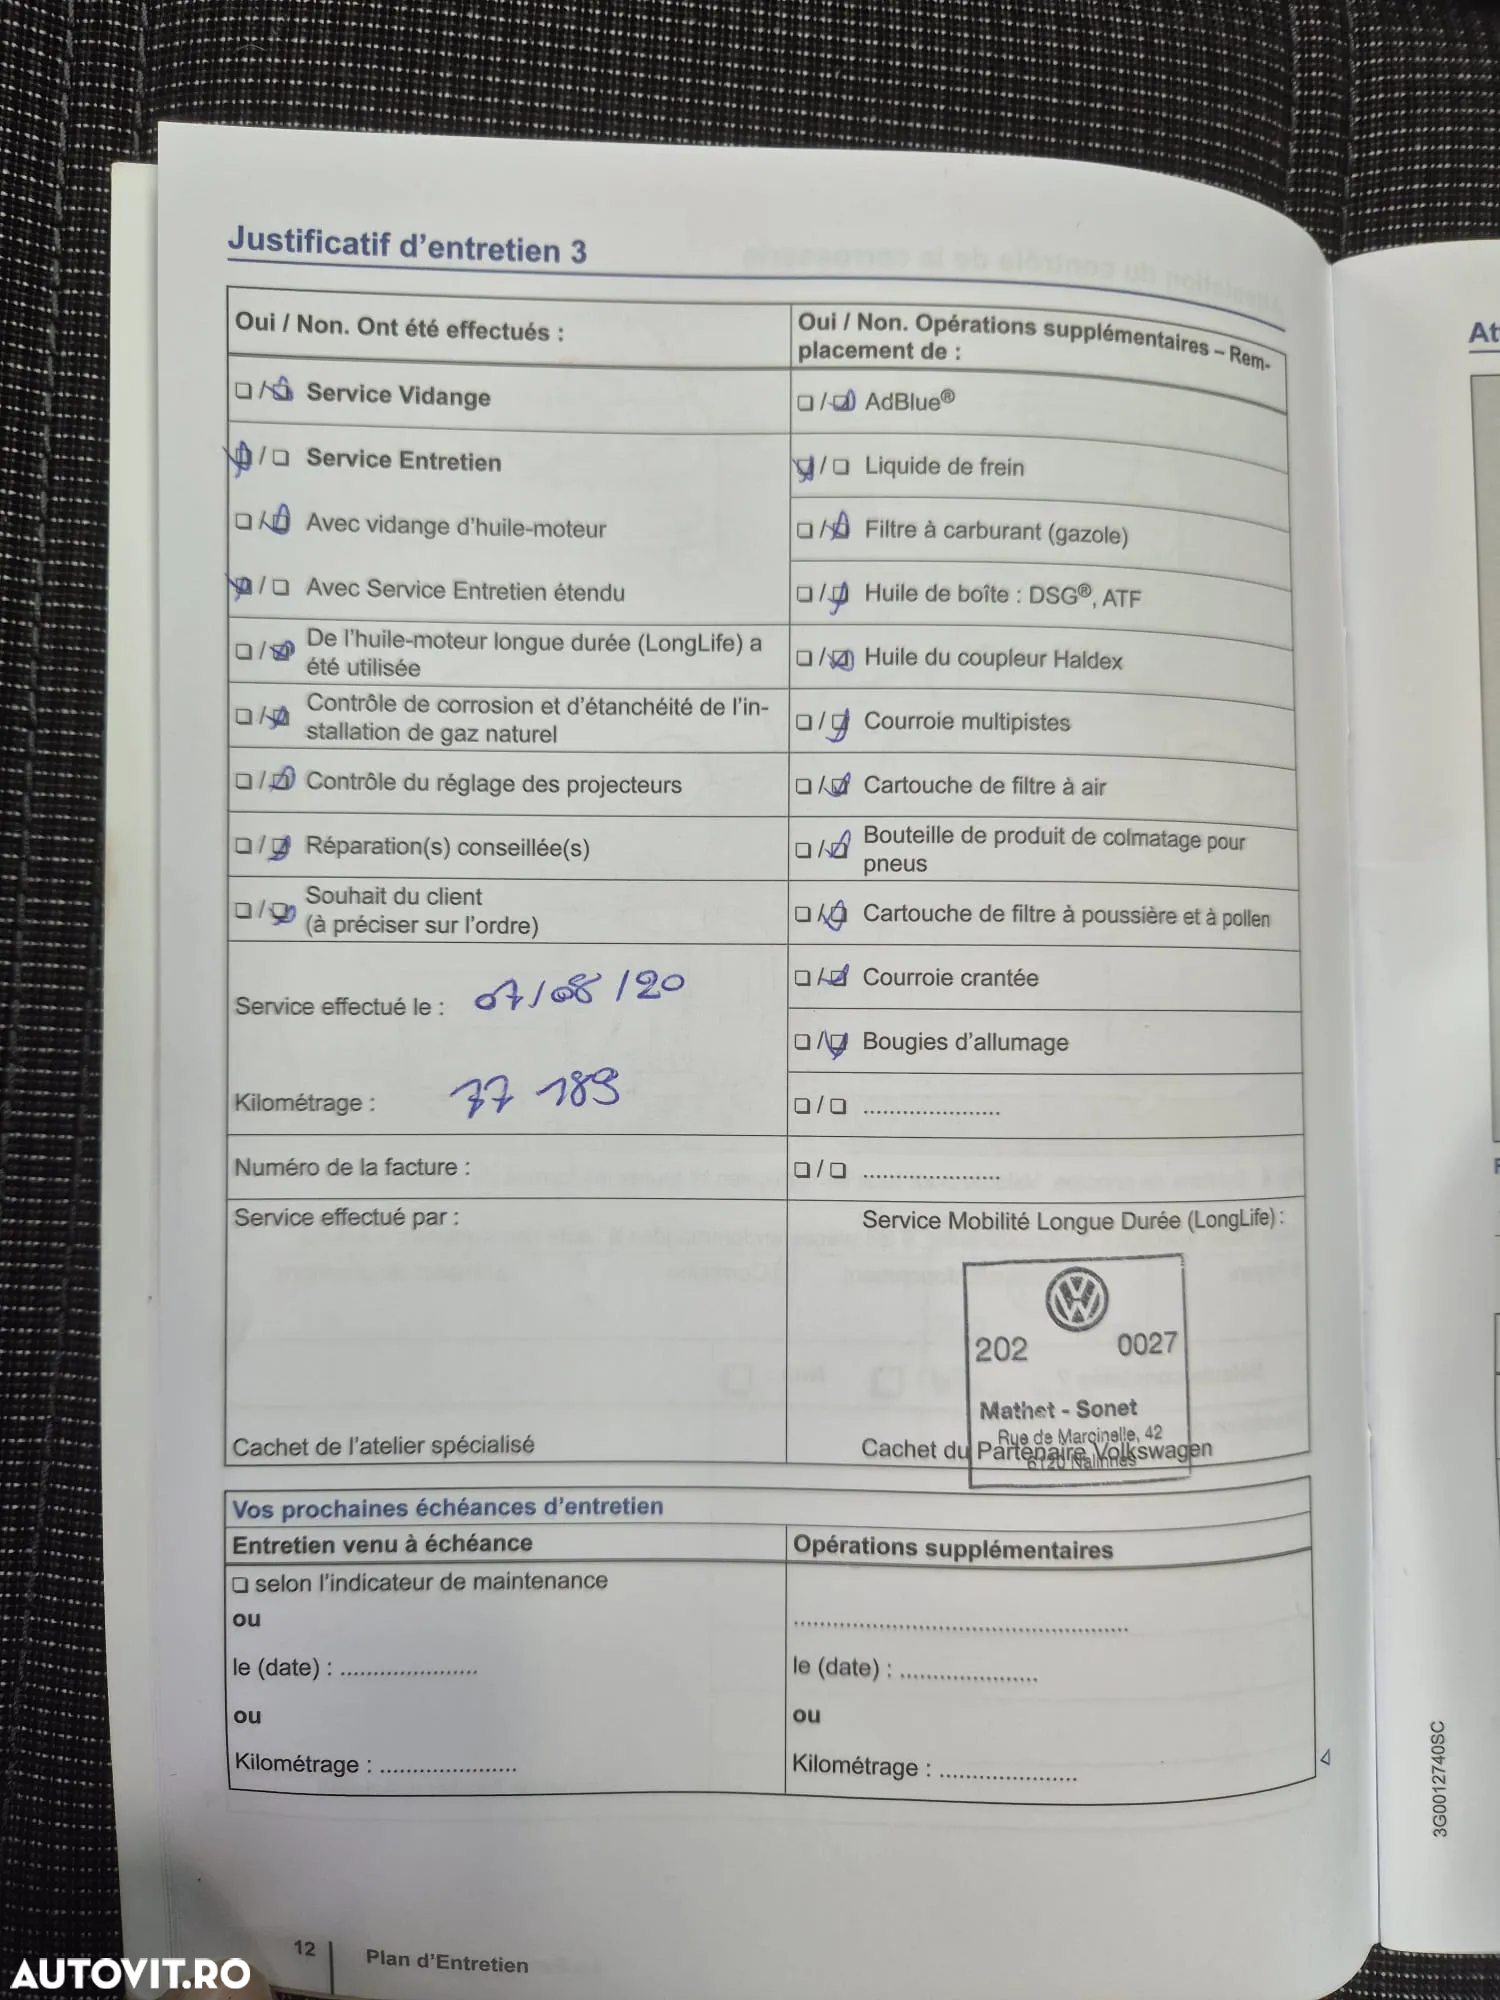 Justificatif d'entretien 3
Oui / Non. Ont été effectués :
Service Vidange
Service Entretien
Avec vidange d'huile-moteur
Avec Service Entretien étendu
De l'huile-moteur longue durée (LongLife) a
été utilisée
Contrôle de corrosion et d'étanchéité de l'in-
stallation de gaz naturel
Contrôle du réglage des projecteurs
Réparation(s) conseillée(s)
Souhait du client
(à préciser sur l'ordre)
Service effectué le : 07/08/20
Kilométrage : 77 189
Numéro de la facture :
Service effectué par :
Cachet de l'atelier spécialisé
Oui / Non. Opérations supplémentaires – Rem-
placement de :
AdBlue®
Liquide de frein
Filtre à carburant (gazole)
Huile de boîte : DSG®, ATF
Huile du coupleur Haldex
Courroie multipistes
Cartouche de filtre à air
Bouteille de produit de colmatage pour
pneus
Cartouche de filtre à poussière et à pollen
Courroie crantée
Bougies d'allumage
Service Mobilité Longue Durée (LongLife) :
202 0027
Mathet - Sonet
Rue de Marcinelle, 42
6120 Nalinnes
Cachet du Partenaire Volkswagen
Vos prochaines échéances d'entretien
Entretien venu à échéance
selon l'indicateur de maintenance
ou
le (date) : .....................
ou
Kilométrage : .....................
Opérations supplémentaires
le (date) : .....................
ou
Kilométrage : .....................
12 Plan d'Entretien
At
3G0012740SC
AUTOVIT.RO